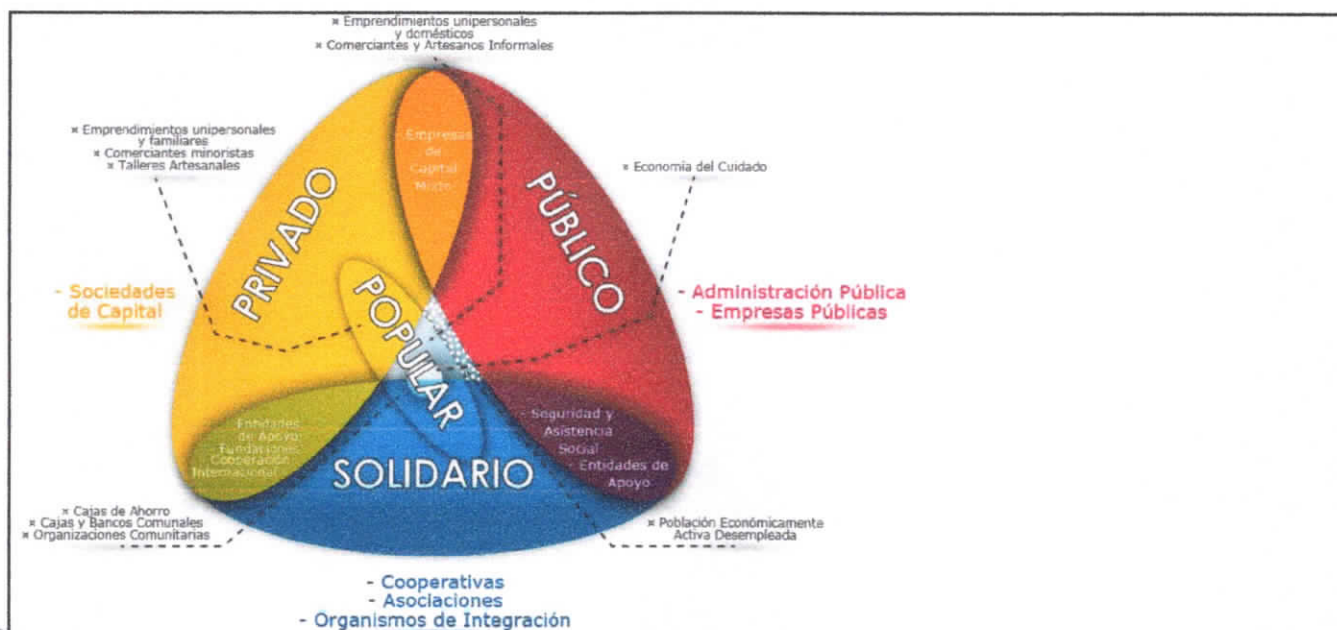 × Emprendimientos unipersonales
y domésticos
× Comerciantes y Artesanos Informales
× Emprendimientos unipersonales
y familiares
× Comerciantes minoristas
× Talleres Artesanales
- Empresas
de
Capital
Mixto
× Economía del Cuidado
PRIVADO
PÚBLICO
- Sociedades
de Capital
- Administración Pública
- Empresas Públicas
POPULAR
Entidades
de Apoyo:
Fundaciones
Cooperación
Internacional
- Seguridad y
Asistencia
Social
- Entidades de
Apoyo
SOLIDARIO
× Cajas de Ahorro
× Cajas y Bancos Comunales
× Organizaciones Comunitarias
× Población Económicamente
Activa Desempleada
- Cooperativas
- Asociaciones
- Organismos de Integración